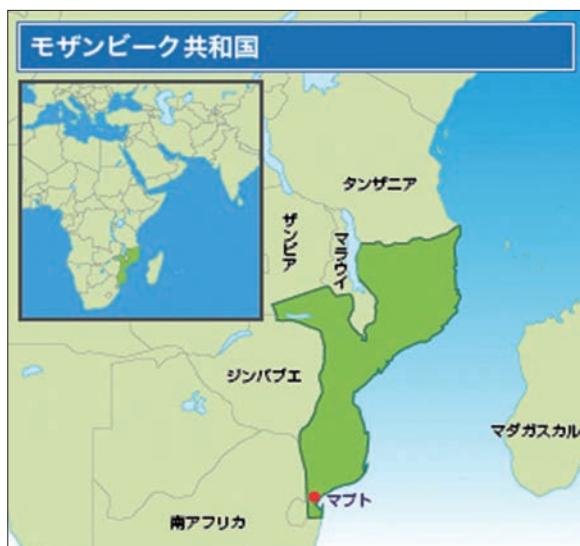 モザンビーク共和国
タンザニア
ザンビア
マラウイ
ジンバブエ
マダガスカル
マプト
南アフリカ